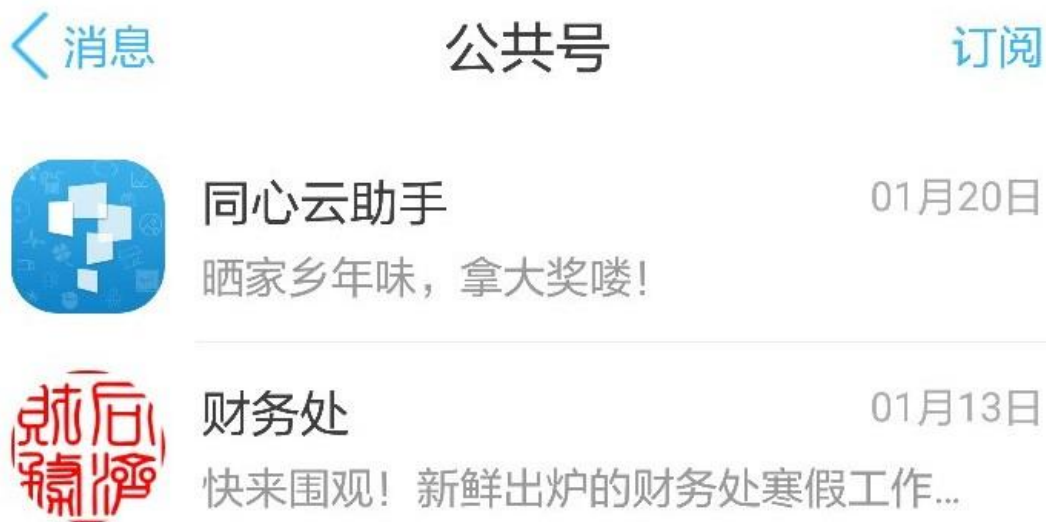 消息
公共号
订阅
同心云助手
01月20日
晒家乡年味，拿大奖喽！
财务处
01月13日
快来围观！新鲜出炉的财务处寒假工作...